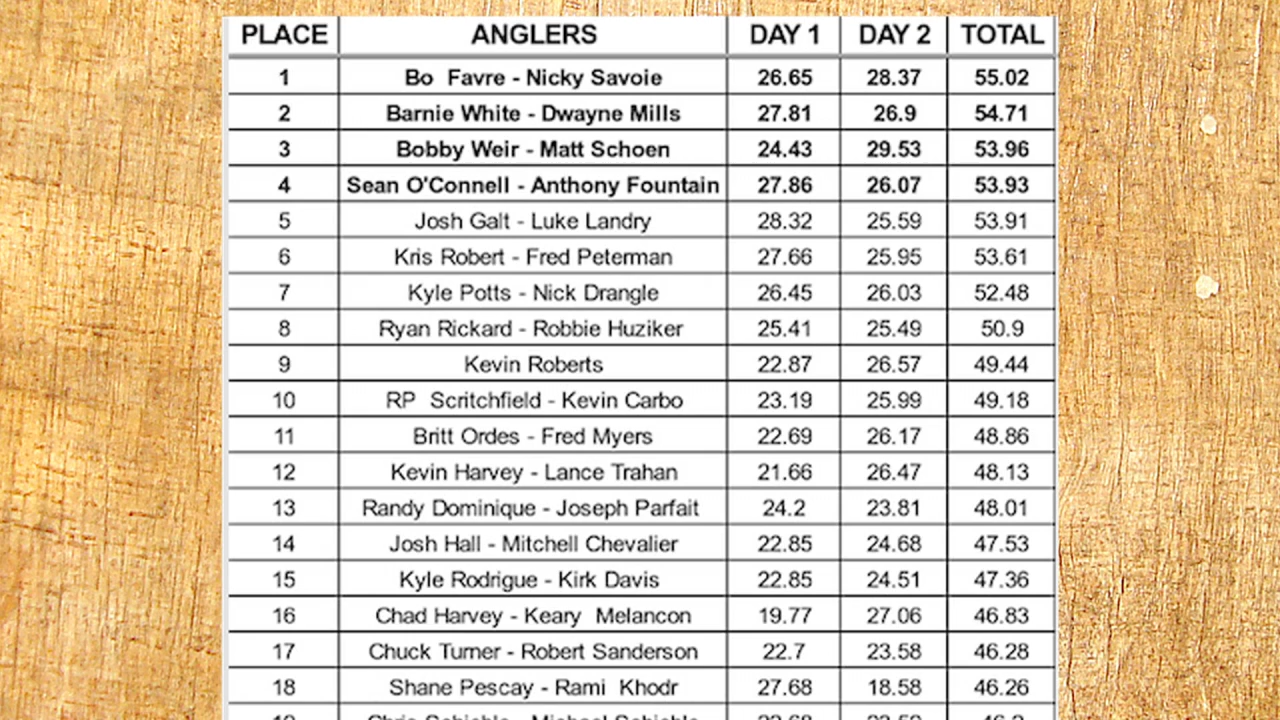 PLACE ANGLERS DAY 1 DAY 2 TOTAL
1 Bo Favre - Nicky Savoie 26.65 28.37 55.02
2 Barnie White - Dwayne Mills 27.81 26.9 54.71
3 Bobby Weir - Matt Schoen 24.43 29.53 53.96
4 Sean O'Connell - Anthony Fountain 27.86 26.07 53.93
5 Josh Galt - Luke Landry 28.32 25.59 53.91
6 Kris Robert - Fred Peterman 27.66 25.95 53.61
7 Kyle Potts - Nick Drangle 26.45 26.03 52.48
8 Ryan Rickard - Robbie Huziker 25.41 25.49 50.9
9 Kevin Roberts 22.87 26.57 49.44
10 RP Scritchfield - Kevin Carbo 23.19 25.99 49.18
11 Britt Ordes - Fred Myers 22.69 26.17 48.86
12 Kevin Harvey - Lance Trahan 21.66 26.47 48.13
13 Randy Dominique - Joseph Parfait 24.2 23.81 48.01
14 Josh Hall - Mitchell Chevalier 22.85 24.68 47.53
15 Kyle Rodrigue - Kirk Davis 22.85 24.51 47.36
16 Chad Harvey - Keary Melancon 19.77 27.06 46.83
17 Chuck Turner - Robert Sanderson 22.7 23.58 46.28
18 Shane Pescay - Rami Khodr 27.68 18.58 46.26